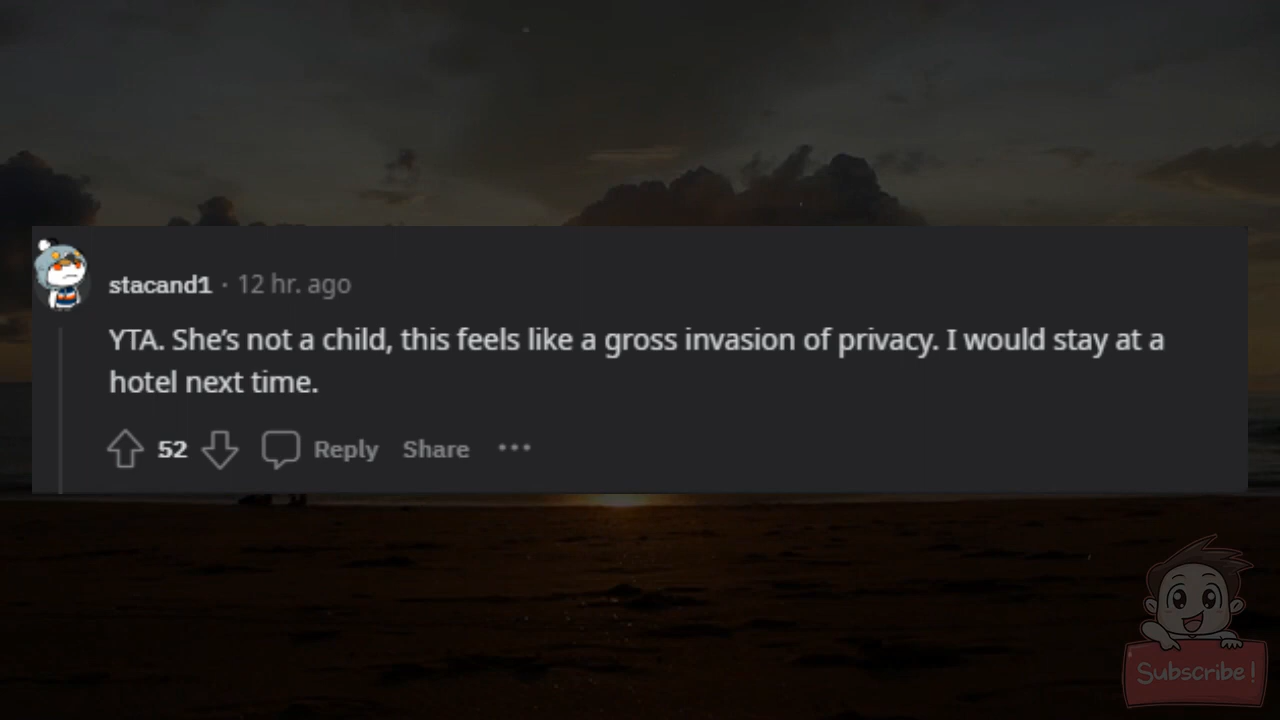 stacand1 · 12 hr. ago
YTA. She’s not a child, this feels like a gross invasion of privacy. I would stay at a
hotel next time.
52 Reply Share ···
Subscribe!